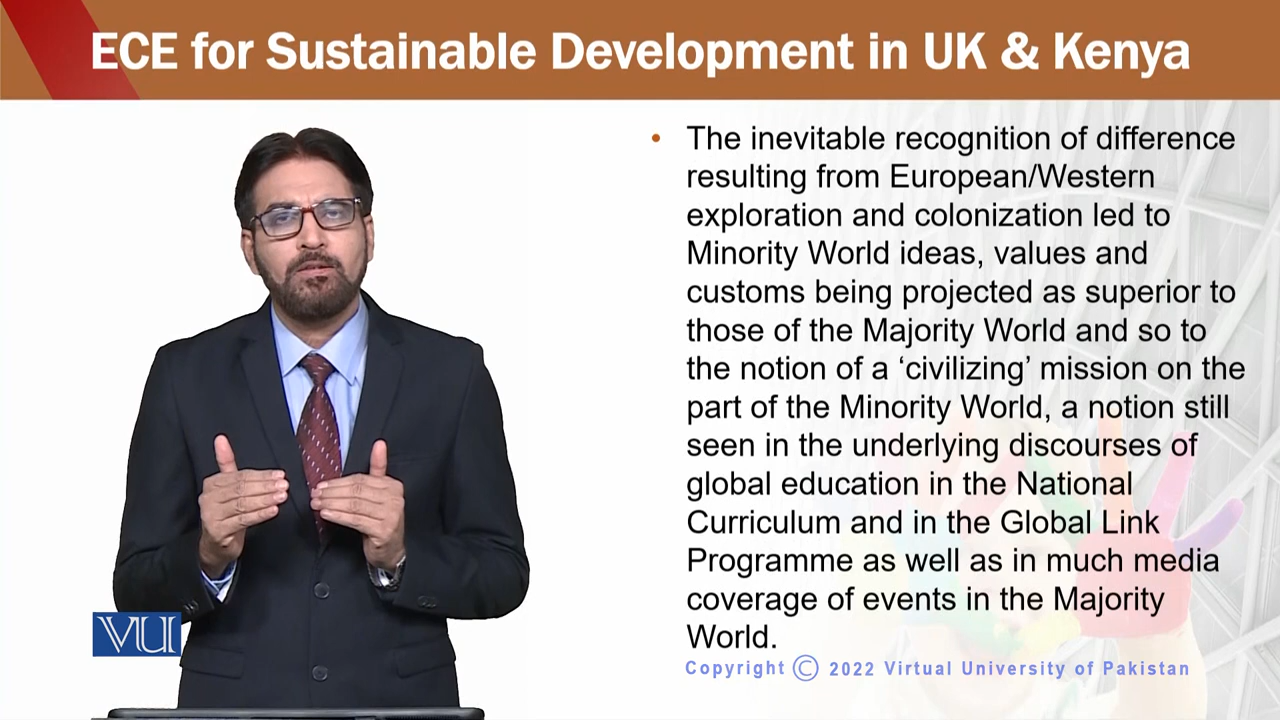 ECE for Sustainable Development in UK & Kenya
• The inevitable recognition of difference
resulting from European/Western
exploration and colonization led to
Minority World ideas, values and
customs being projected as superior to
those of the Majority World and so to
the notion of a ‘civilizing’ mission on the
part of the Minority World, a notion still
seen in the underlying discourses of
global education in the National
Curriculum and in the Global Link
Programme as well as in much media
coverage of events in the Majority
World.
VU
Copyright © 2022 Virtual University of Pakistan